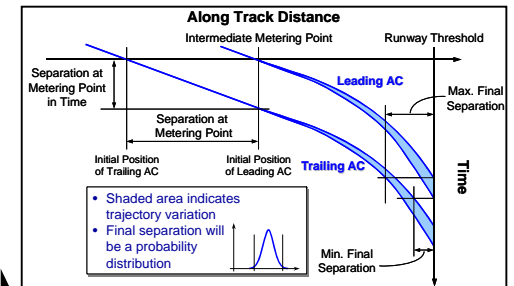 Along Track Distance
Intermediate Metering Point
Runway Threshold
Separation at
Metering Point
in Time
Leading AC
Max. Final
Separation
Separation at
Metering Point
Initial Position
of Trailing AC
Initial Position
of Leading AC
Trailing AC
Time
• Shaded area indicates
trajectory variation
• Final separation will
be a probability
distribution
Min. Final
Separation